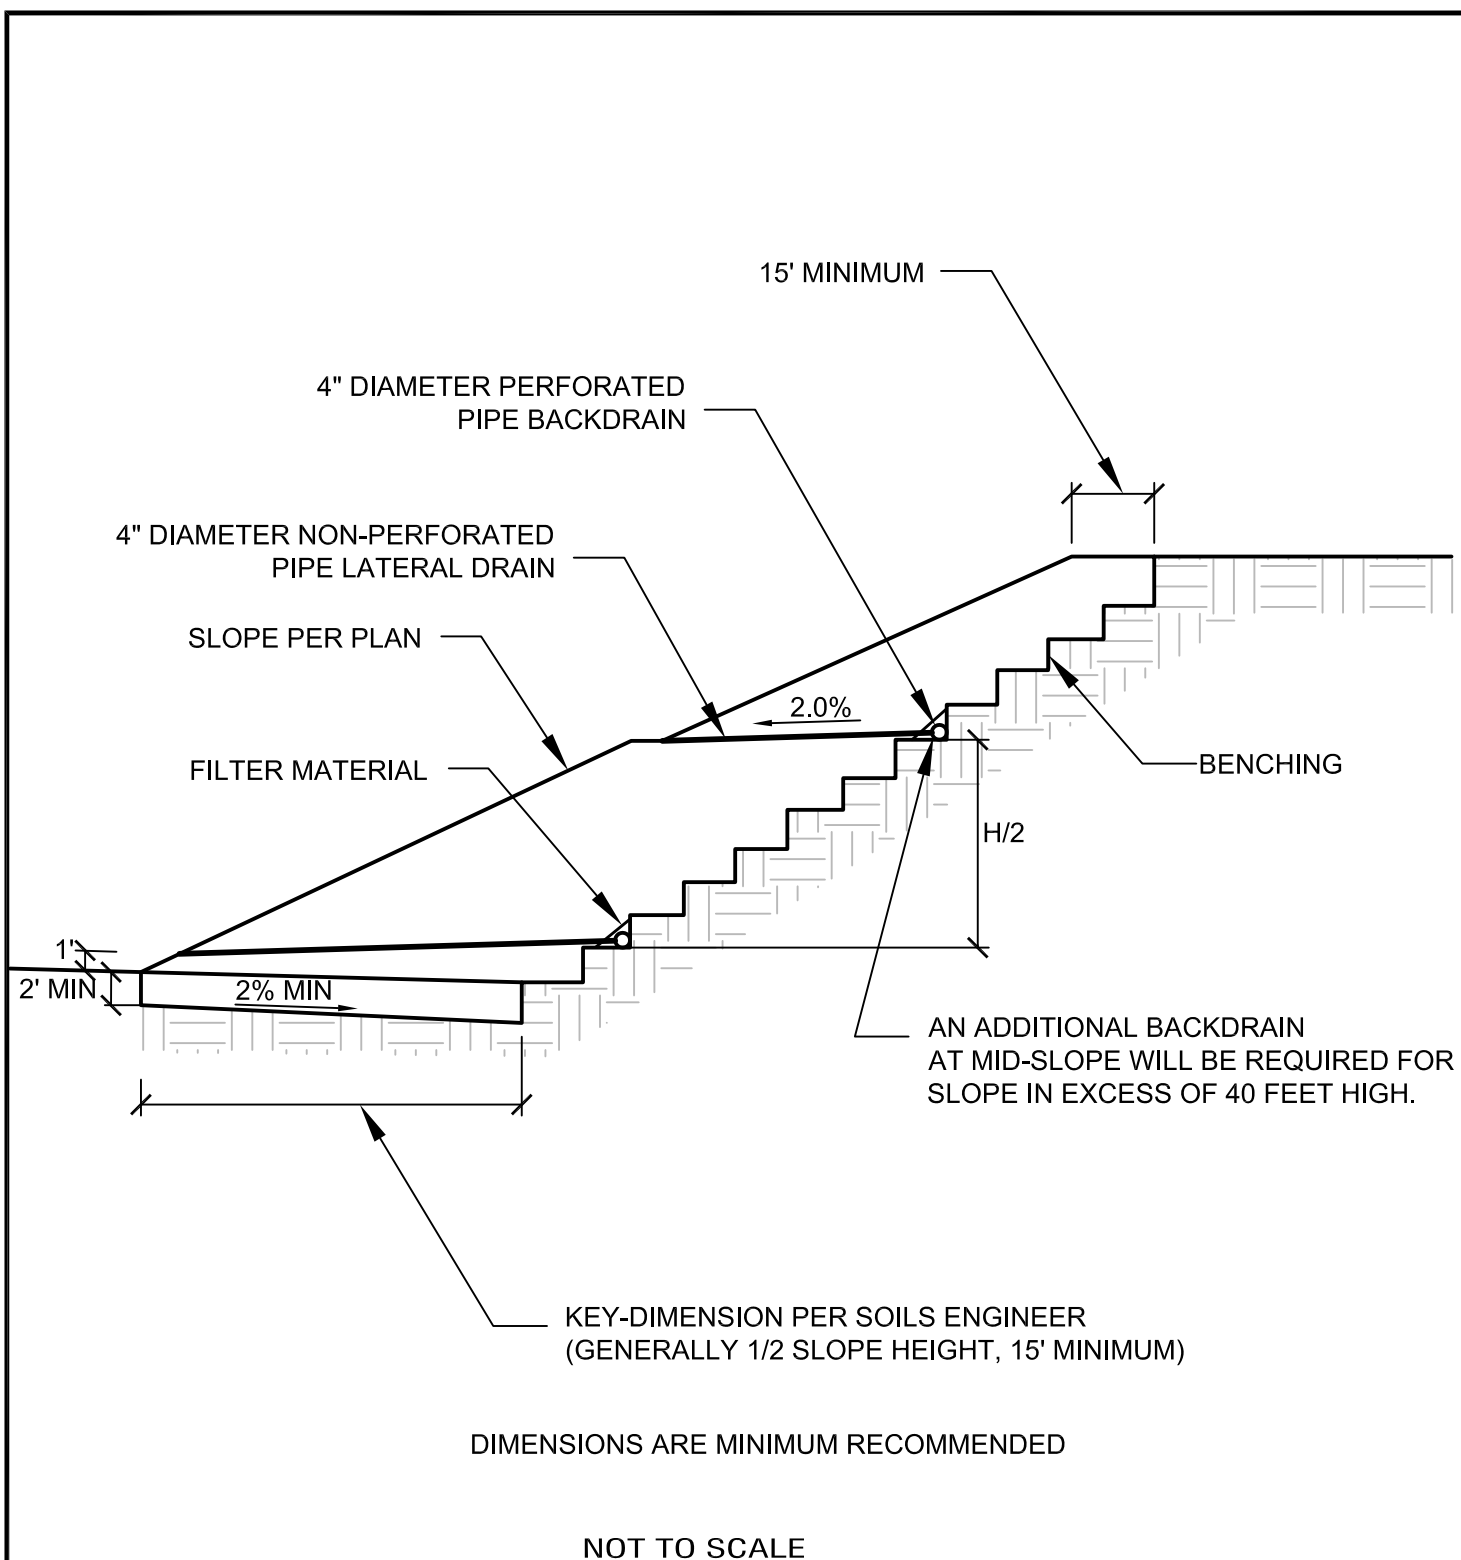 15' MINIMUM
4" DIAMETER PERFORATED
PIPE BACKDRAIN
4" DIAMETER NON-PERFORATED
PIPE LATERAL DRAIN
SLOPE PER PLAN
2.0%
FILTER MATERIAL
BENCHING
H/2
1'
2' MIN
2% MIN
AN ADDITIONAL BACKDRAIN
AT MID-SLOPE WILL BE REQUIRED FOR
SLOPE IN EXCESS OF 40 FEET HIGH.
KEY-DIMENSION PER SOILS ENGINEER
(GENERALLY 1/2 SLOPE HEIGHT, 15' MINIMUM)
DIMENSIONS ARE MINIMUM RECOMMENDED
NOT TO SCALE